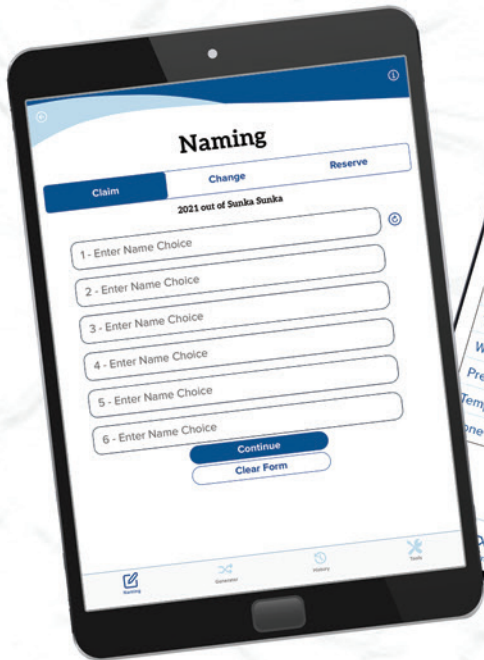 Naming
Claim Change Reserve
2021 out of Sunka Sunka
1 - Enter Name Choice
2 - Enter Name Choice
3 - Enter Name Choice
4 - Enter Name Choice
5 - Enter Name Choice
6 - Enter Name Choice
Continue
Clear Form
Naming Generator History Tools